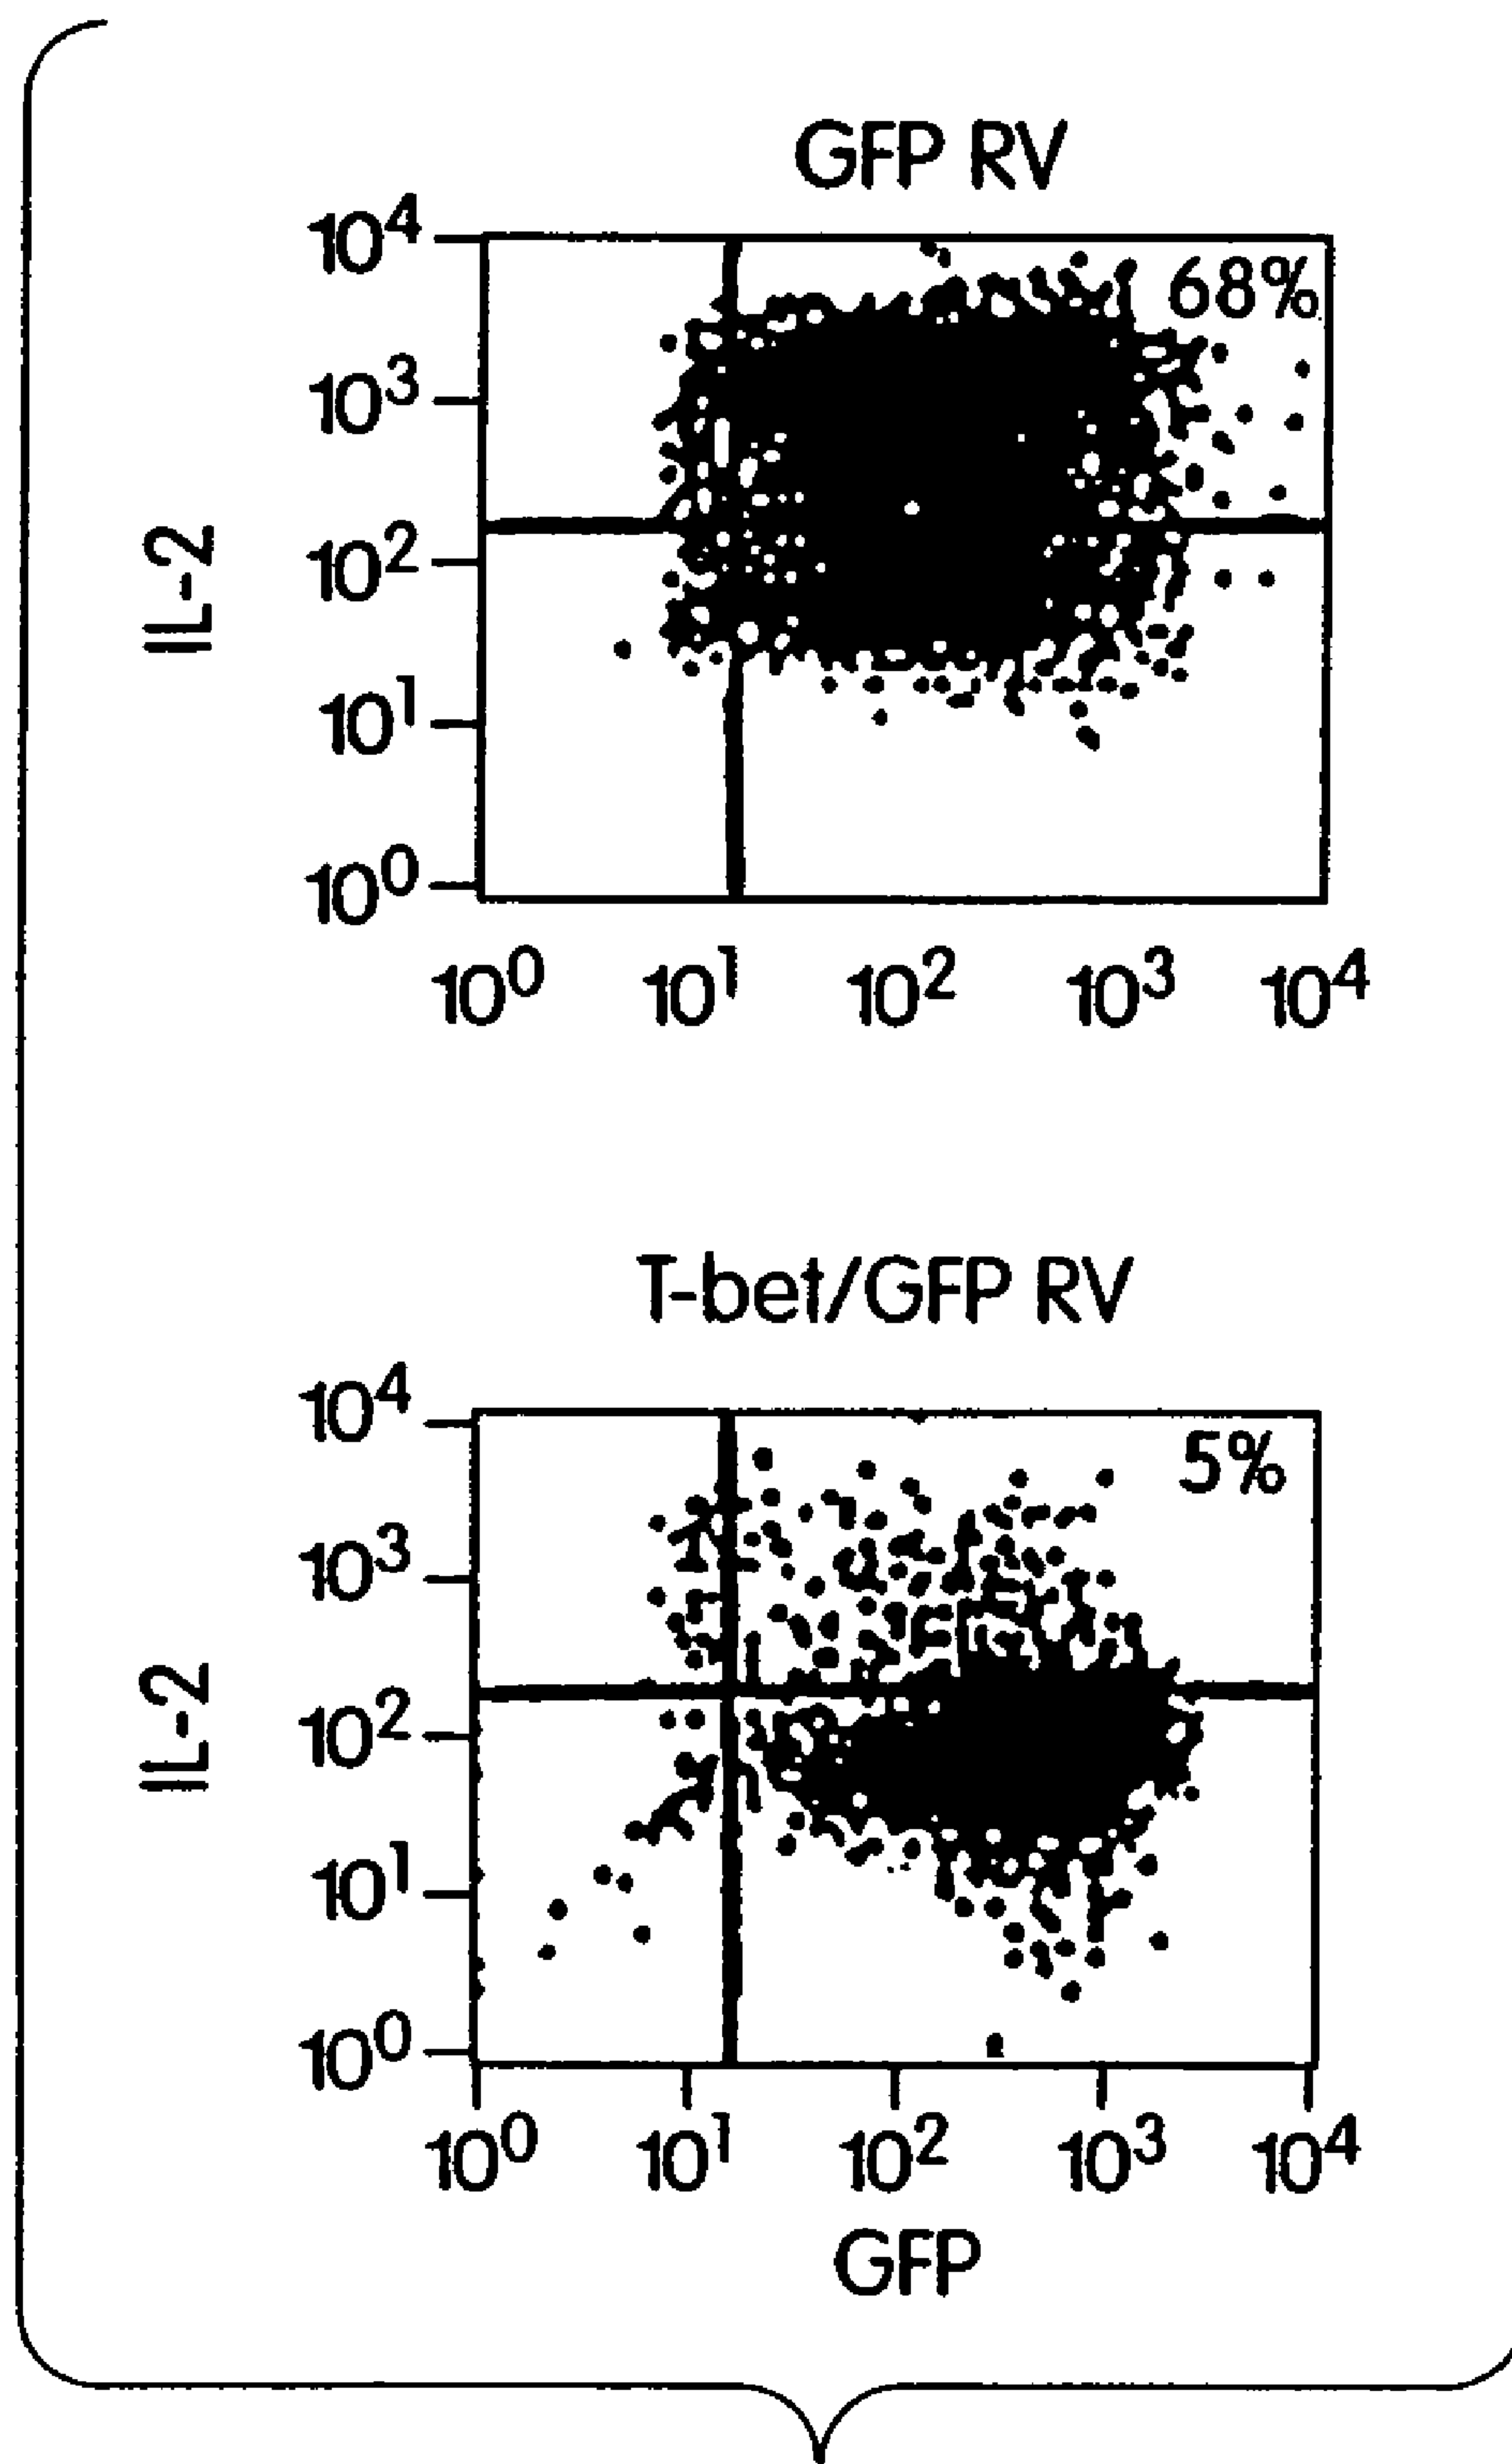 GFP RV
10⁴
68%
10³
IL-2
10²
10¹
10⁰
10⁰ 10¹ 10² 10³ 10⁴
T-bet/GFP RV
10⁴
5%
10³
IL-2
10²
10¹
10⁰
10⁰ 10¹ 10² 10³ 10⁴
GFP